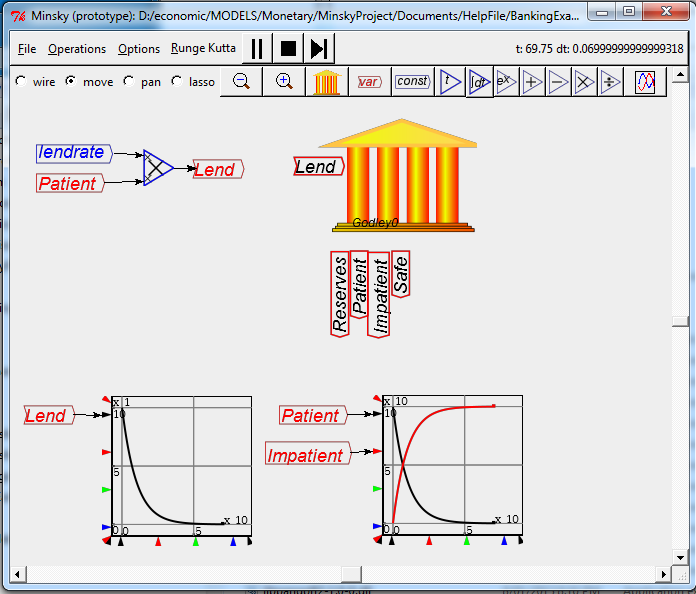 Minsky (prototype): D:/economic/MODELS/Monetary/MinskyProject/Documents/HelpFile/BankingExa...
File Operations Options Runge Kutta
t: 69.75 dt: 0.06999999999999318
wire move pan lasso var const t ∫dt eˣ + − × ÷
lendrate
Patient
Lend
Lend
Godley0
Reserves
Patient
Impatient
Safe
Lend
x 1
10
5
0 0
5
x 10
Patient
Impatient
x 10
10
5
0 0
5
x 10